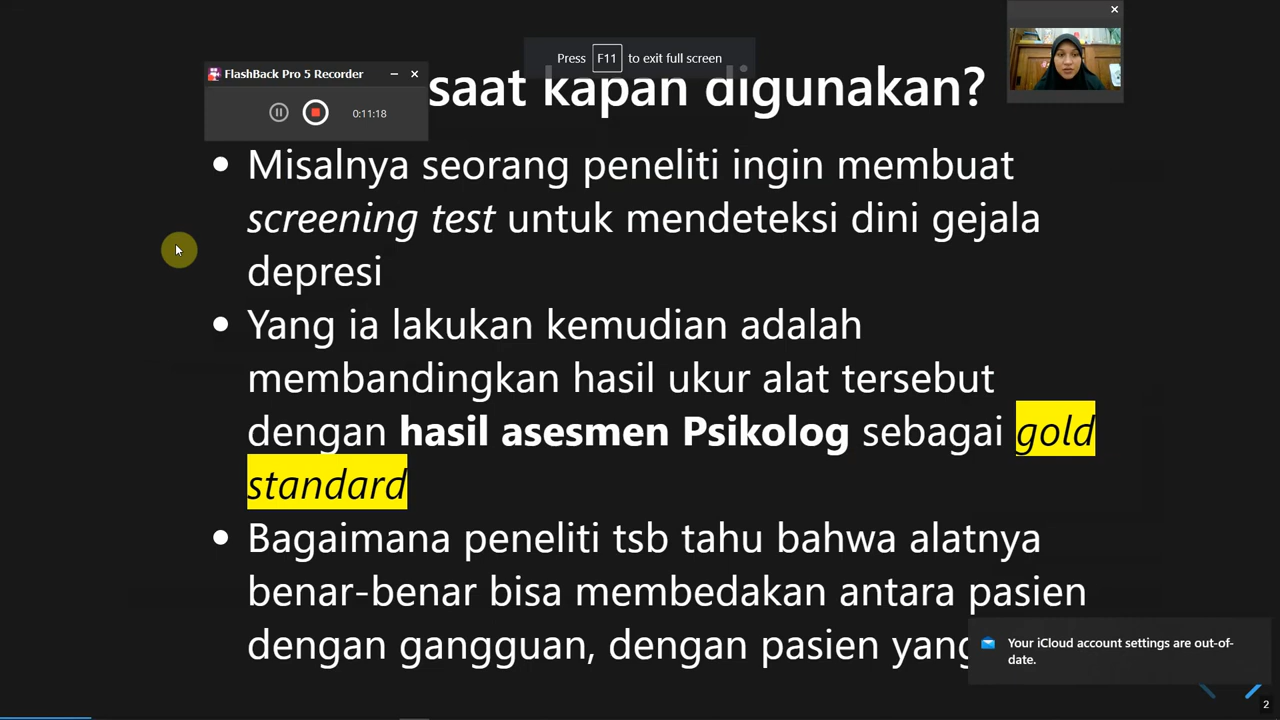 Press F11 to exit full screen
FlashBack Pro 5 Recorder
0:11:18
saat kapan digunakan?
• Misalnya seorang peneliti ingin membuat
screening test untuk mendeteksi dini gejala
depresi
• Yang ia lakukan kemudian adalah
membandingkan hasil ukur alat tersebut
dengan hasil asesmen Psikolog sebagai gold
standard
• Bagaimana peneliti tsb tahu bahwa alatnya
benar-benar bisa membedakan antara pasien
dengan gangguan, dengan pasien yang
Your iCloud account settings are out-of-
date.
2